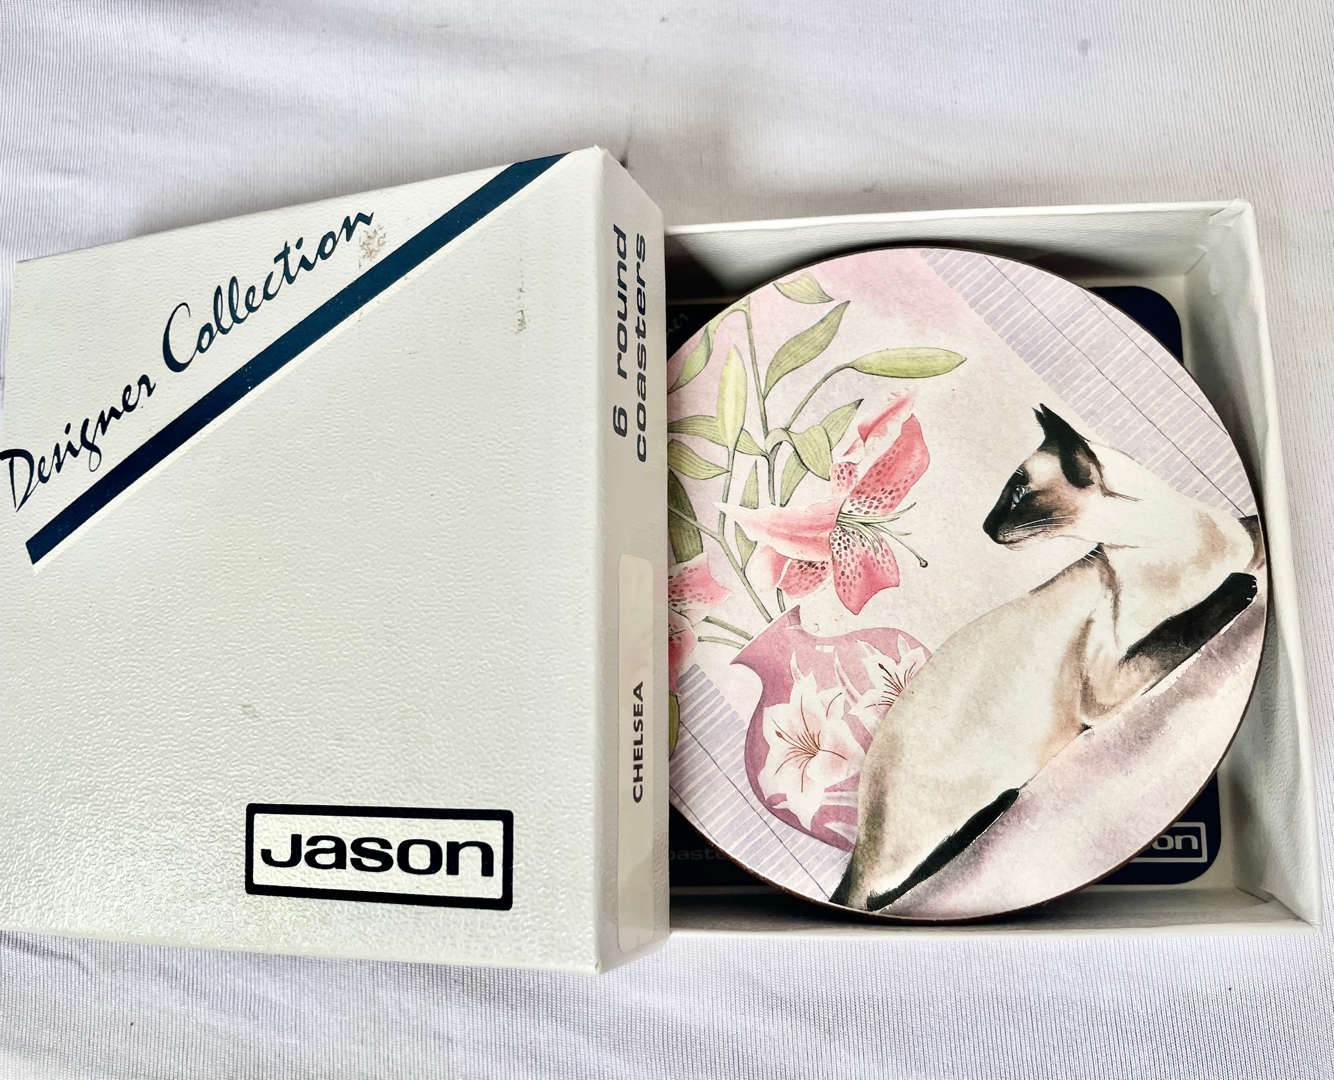 Designer Collection
6 round
coasters
CHELSEA
Jason